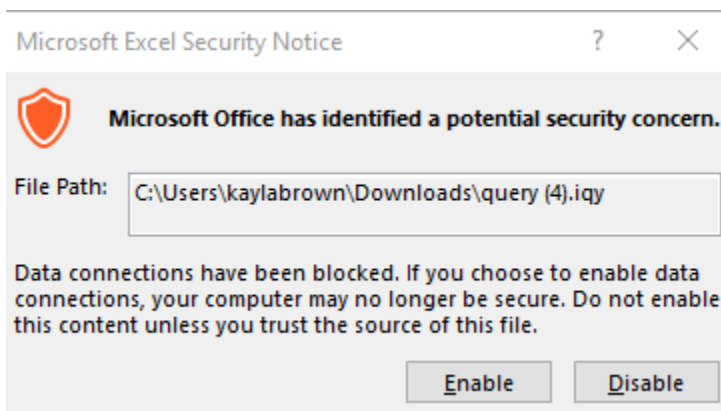 Microsoft Excel Security Notice ? ×
Microsoft Office has identified a potential security concern.
File Path: C:\Users\kaylabrown\Downloads\query (4).iqy
Data connections have been blocked. If you choose to enable data
connections, your computer may no longer be secure. Do not enable
this content unless you trust the source of this file.
Enable Disable